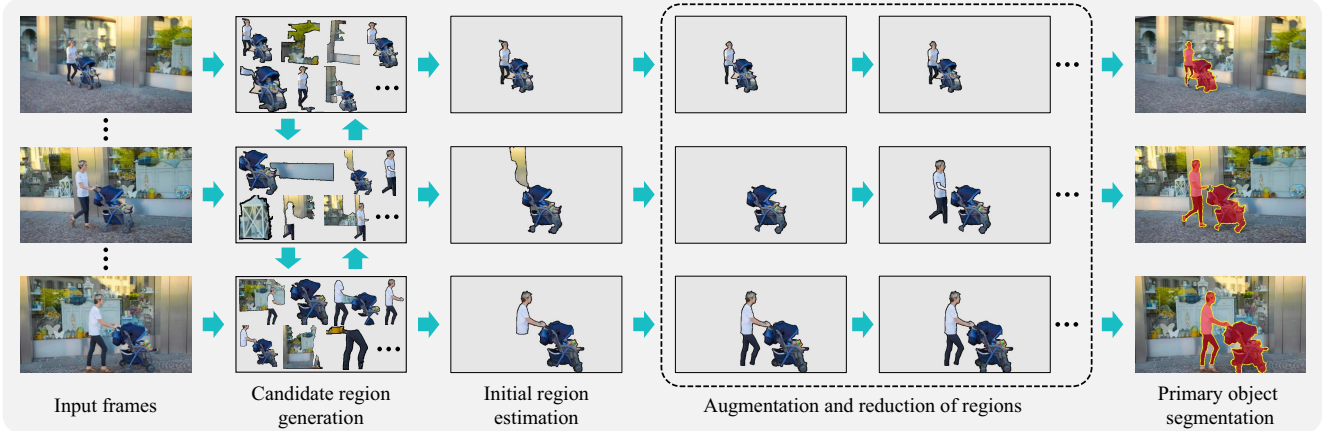 Input frames
Candidate region
generation
Initial region
estimation
Augmentation and reduction of regions
Primary object
segmentation